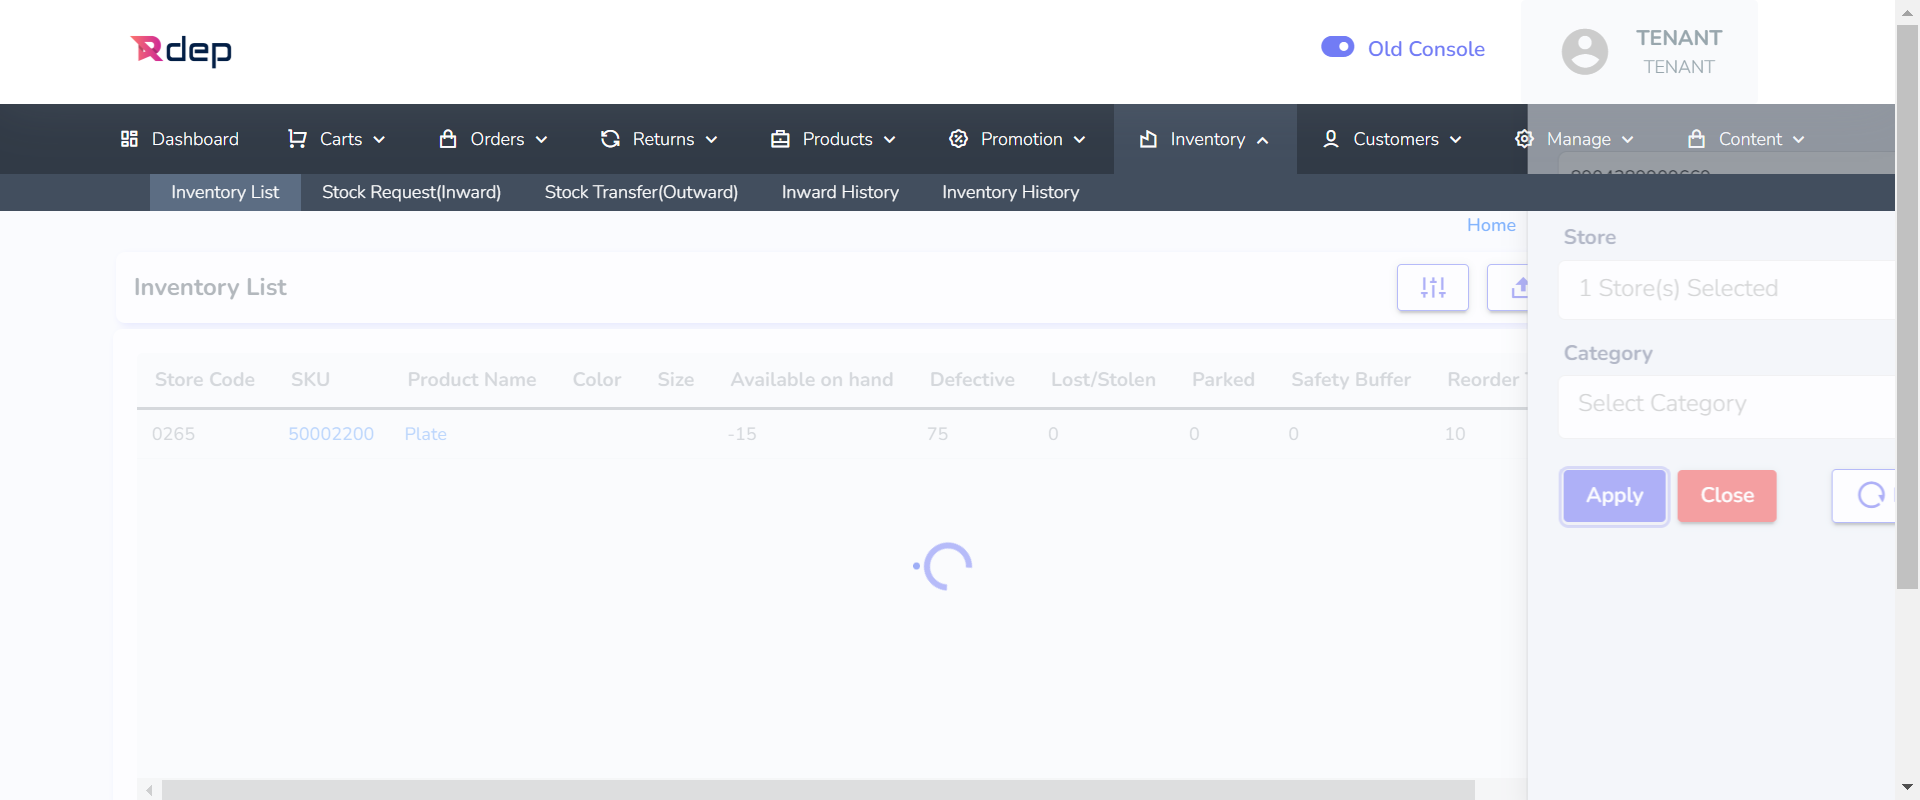 Rdep
Old Console
TENANT
TENANT
Dashboard
Carts
Orders
Returns
Products
Promotion
Inventory
Customers
Manage
Content
Inventory List
Stock Request(Inward)
Stock Transfer(Outward)
Inward History
Inventory History
Home
Inventory List
Store Code SKU Product Name Color Size Available on hand Defective Lost/Stolen Parked Safety Buffer Reorder
0265 50002200 Plate -15 75 0 0 0 10
Store
1 Store(s) Selected
Category
Select Category
Apply
Close